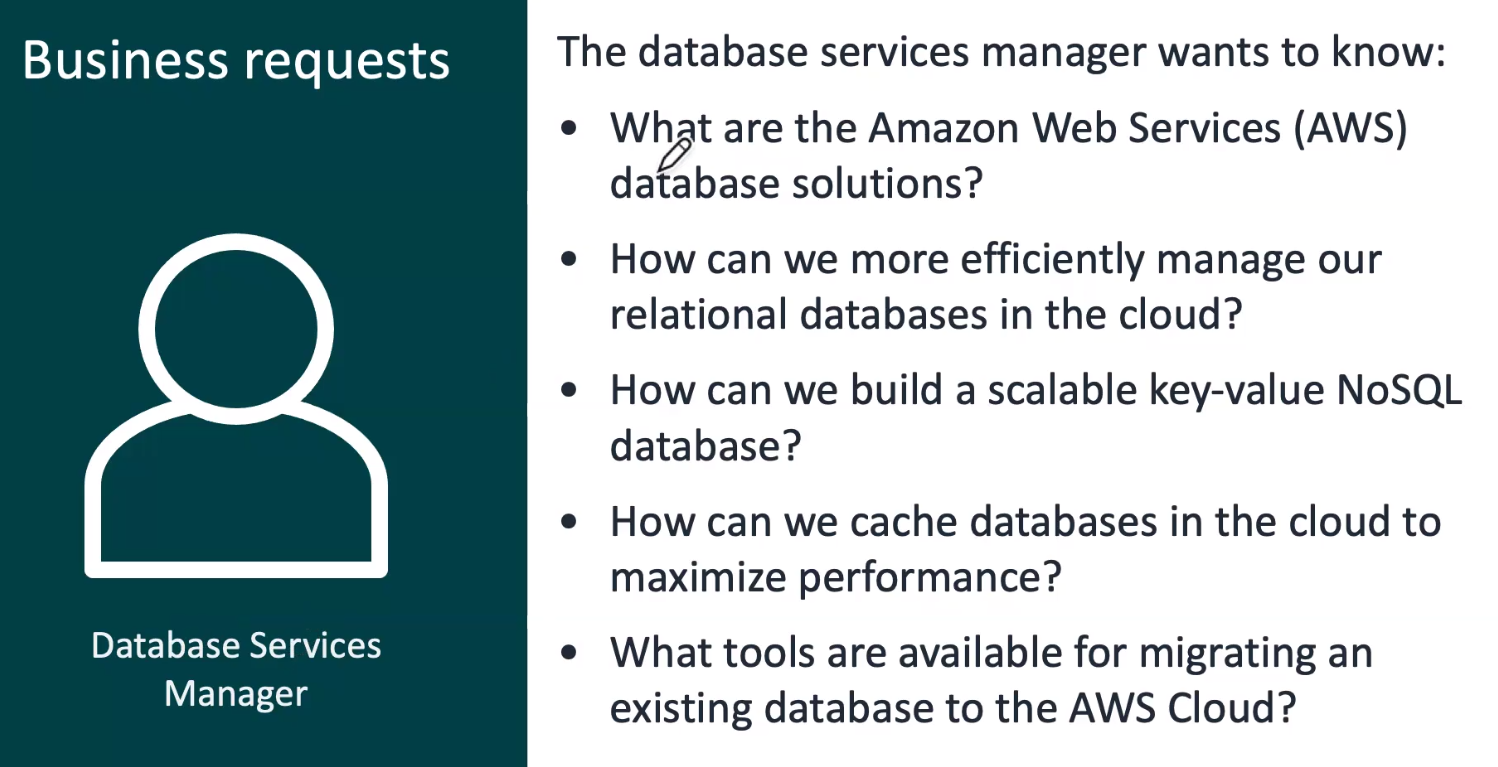 Business requests
Database Services
Manager
The database services manager wants to know:
• What are the Amazon Web Services (AWS)
database solutions?
• How can we more efficiently manage our
relational databases in the cloud?
• How can we build a scalable key-value NoSQL
database?
• How can we cache databases in the cloud to
maximize performance?
• What tools are available for migrating an
existing database to the AWS Cloud?